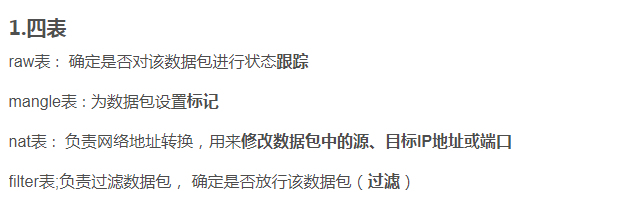 1.四表
raw表： 确定是否对该数据包进行状态跟踪
mangle表 : 为数据包设置标记
nat表： 负责网络地址转换，用来修改数据包中的源、目标IP地址或端口
filter表;负责过滤数据包， 确定是否放行该数据包（过滤）